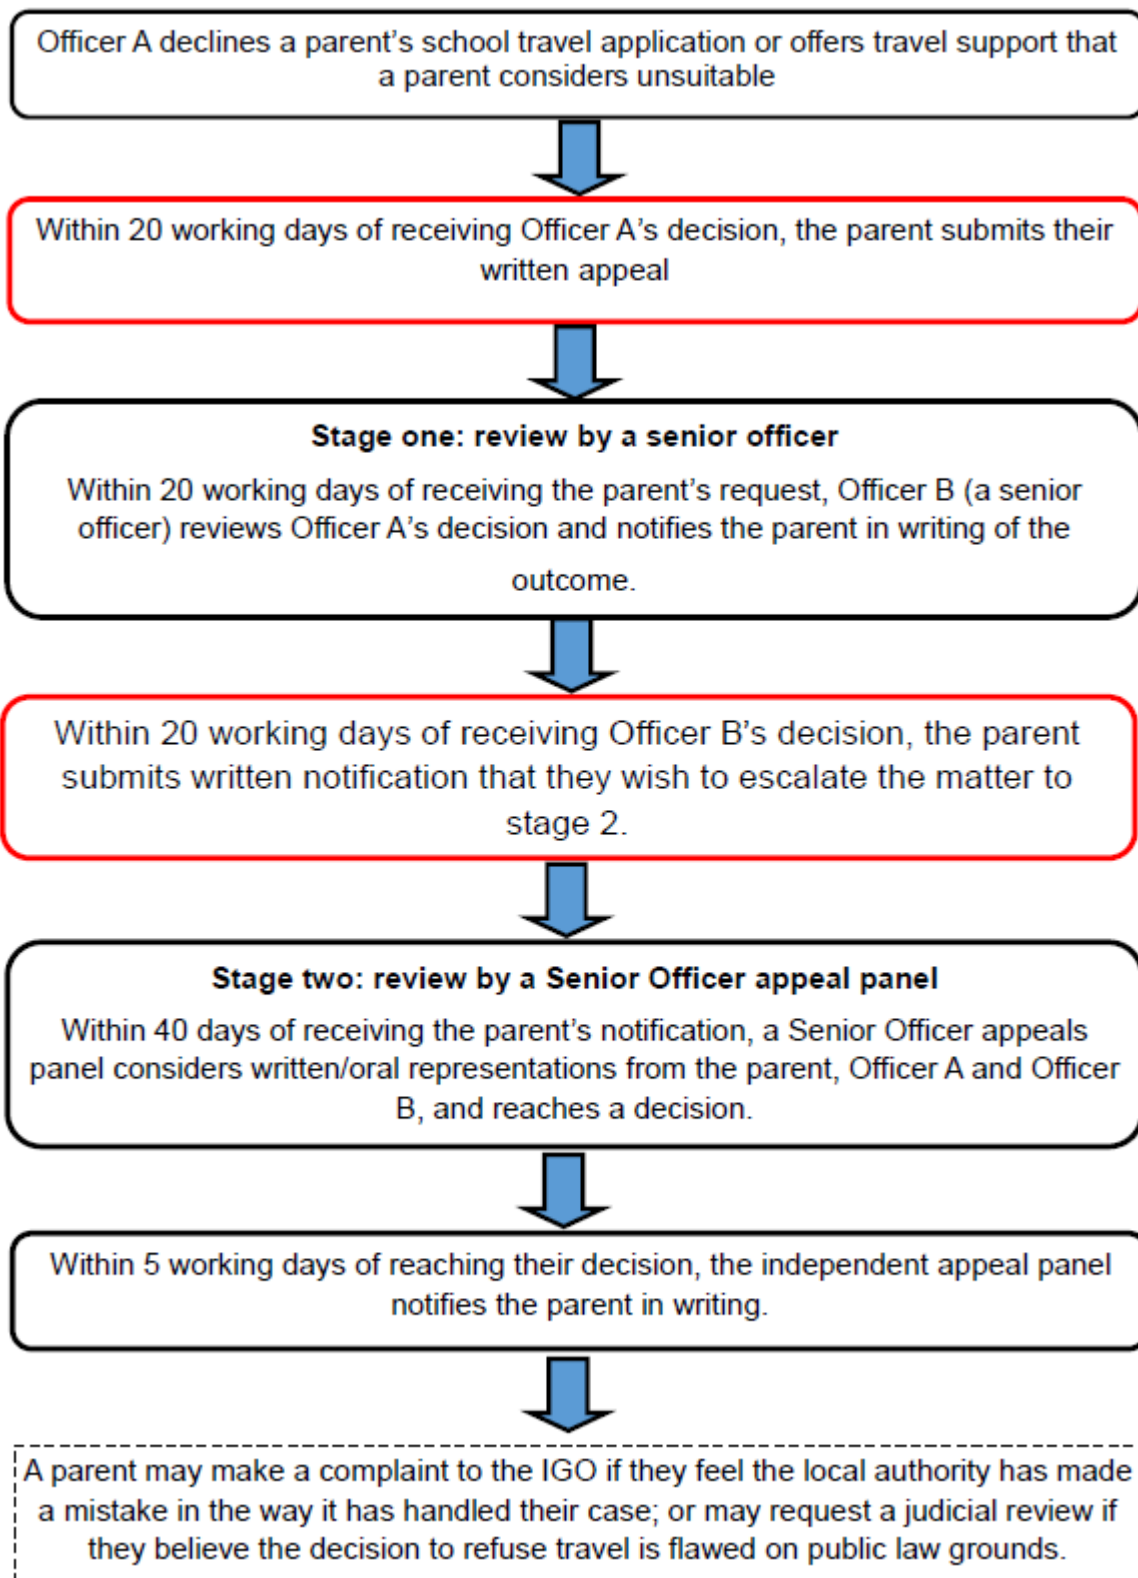 Officer A declines a parent's school travel application or offers travel support that
a parent considers unsuitable
Within 20 working days of receiving Officer A's decision, the parent submits their
written appeal
Stage one: review by a senior officer
Within 20 working days of receiving the parent's request, Officer B (a senior
officer) reviews Officer A's decision and notifies the parent in writing of the
outcome.
Within 20 working days of receiving Officer B's decision, the parent
submits written notification that they wish to escalate the matter to
stage 2.
Stage two: review by a Senior Officer appeal panel
Within 40 days of receiving the parent's notification, a Senior Officer appeals
panel considers written/oral representations from the parent, Officer A and Officer
B, and reaches a decision.
Within 5 working days of reaching their decision, the independent appeal panel
notifies the parent in writing.
A parent may make a complaint to the IGO if they feel the local authority has made
a mistake in the way it has handled their case; or may request a judicial review if
they believe the decision to refuse travel is flawed on public law grounds.